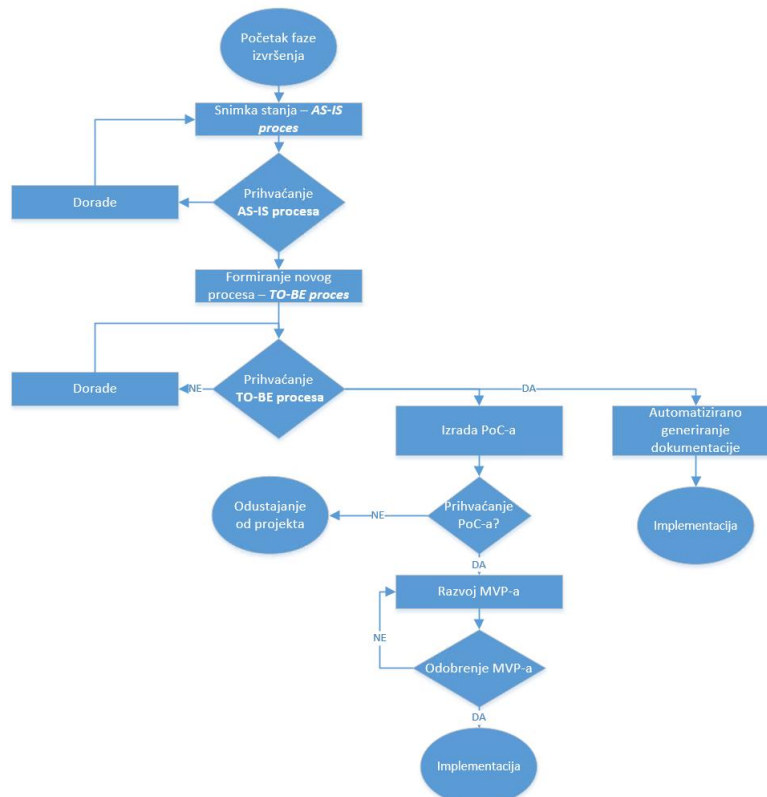 Početak faze
izvršenja
Snimka stanja – AS-IS
proces
Dorade
Prihvaćanje
AS-IS procesa
Formiranje novog
procesa – TO-BE proces
Dorade
NE
Prihvaćanje
TO-BE procesa
DA
Izrada PoC-a
Automatizirano
generiranje
dokumentacije
Odustajanje
od projekta
NE
Prihvaćanje
PoC-a?
Implementacija
DA
Razvoj MVP-a
NE
Odobrenje MVP-a
DA
Implementacija